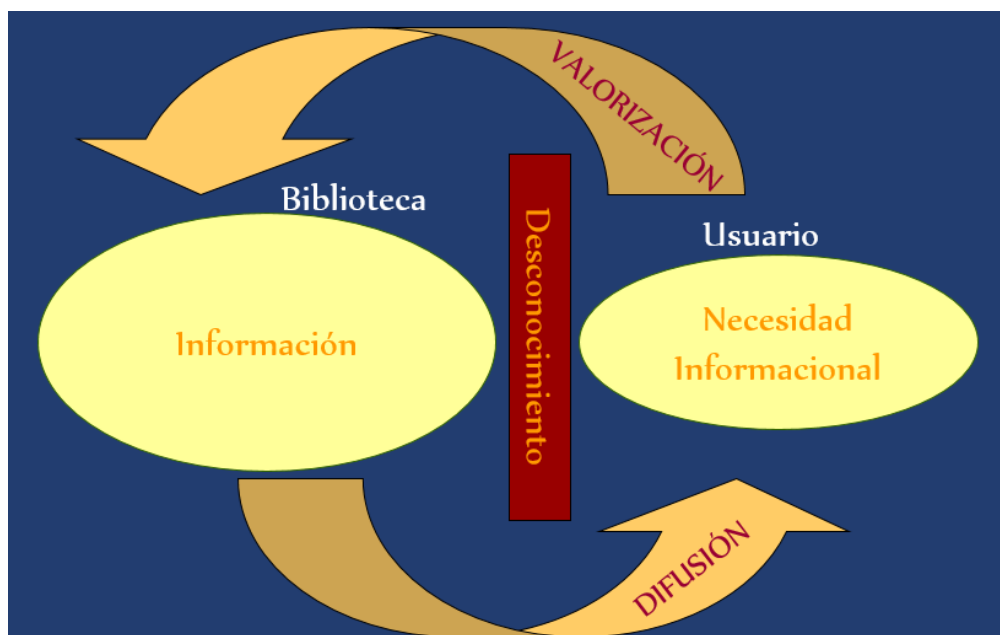 VALORIZACIÓN
Biblioteca
Usuario
Desconocimiento
Información
Necesidad
Informacional
DIFUSIÓN